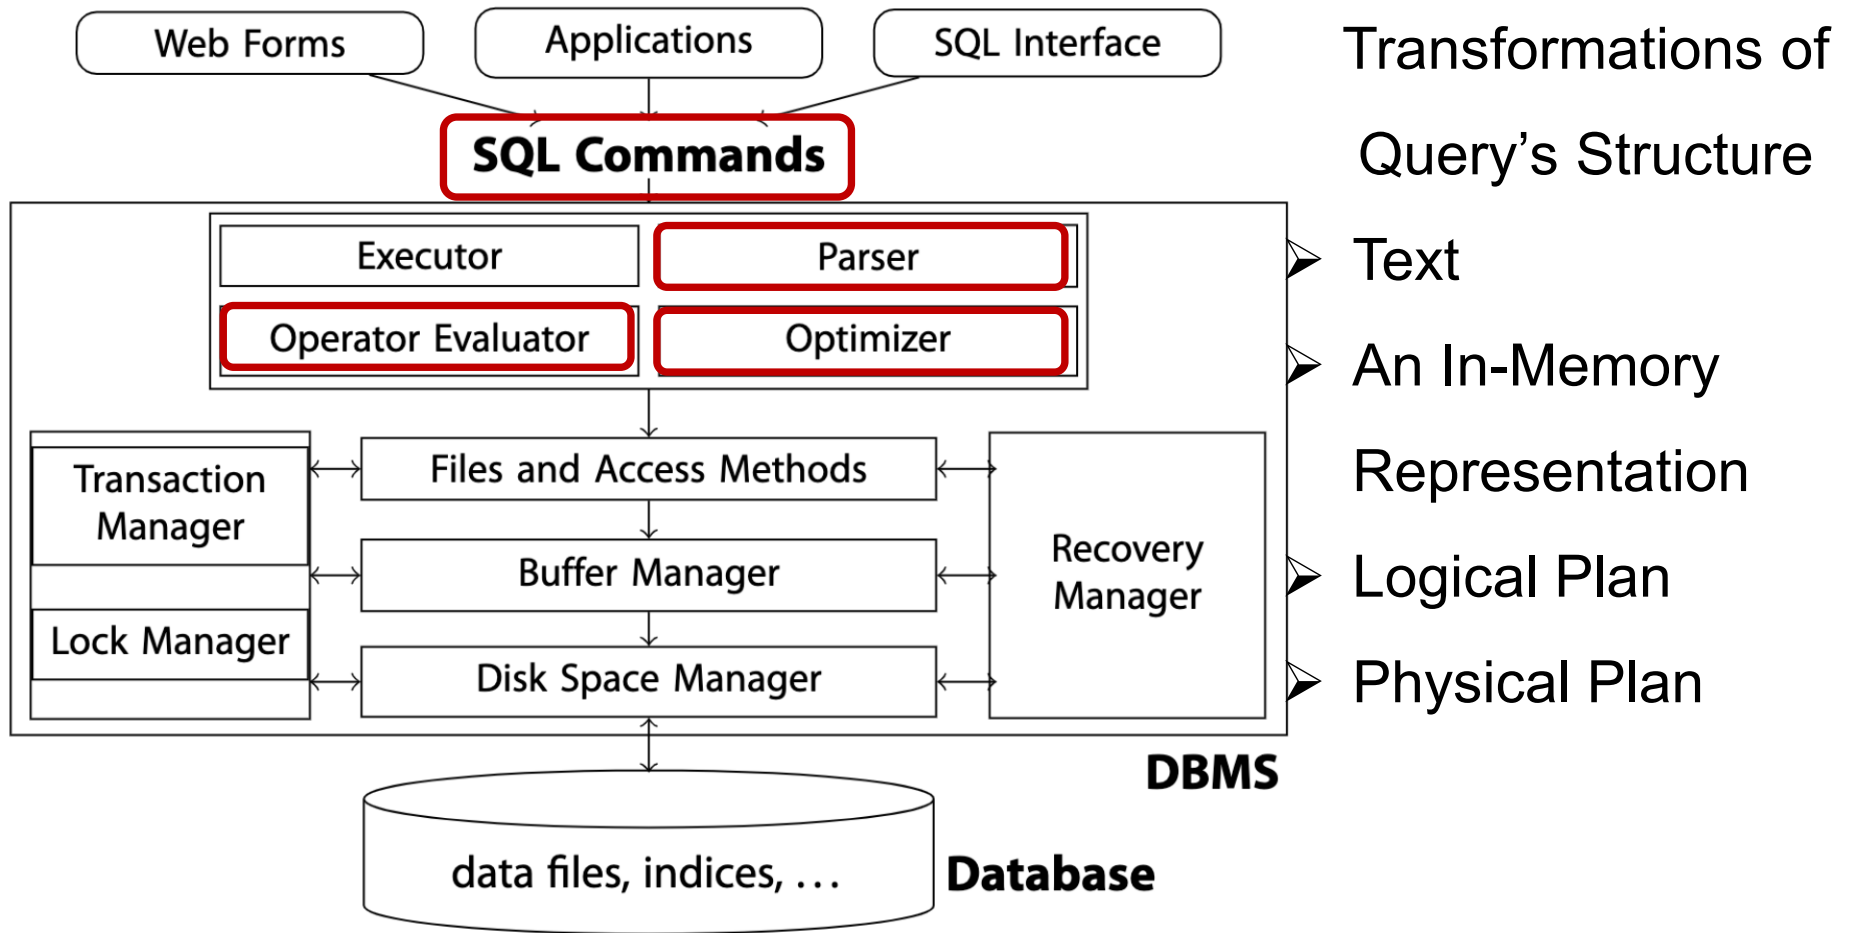 Web Forms
Applications
SQL Interface
SQL Commands
Executor
Parser
Operator Evaluator
Optimizer
Transaction
Manager
Lock Manager
Files and Access Methods
Buffer Manager
Disk Space Manager
Recovery
Manager
DBMS
data files, indices, …
Database
Transformations of
Query’s Structure
➢ Text
➢ An In-Memory
Representation
➢ Logical Plan
➢ Physical Plan